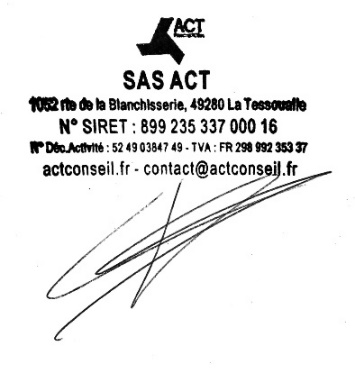 ACT
SAS ACT
1052 rte de la Blanchisserie, 49280 La Tessoualle
N° SIRET : 899 235 337 000 16
N° Déc.Activité : 52 49 03847 49 - TVA : FR 298 992 353 37
actconseil.fr - contact@actconseil.fr